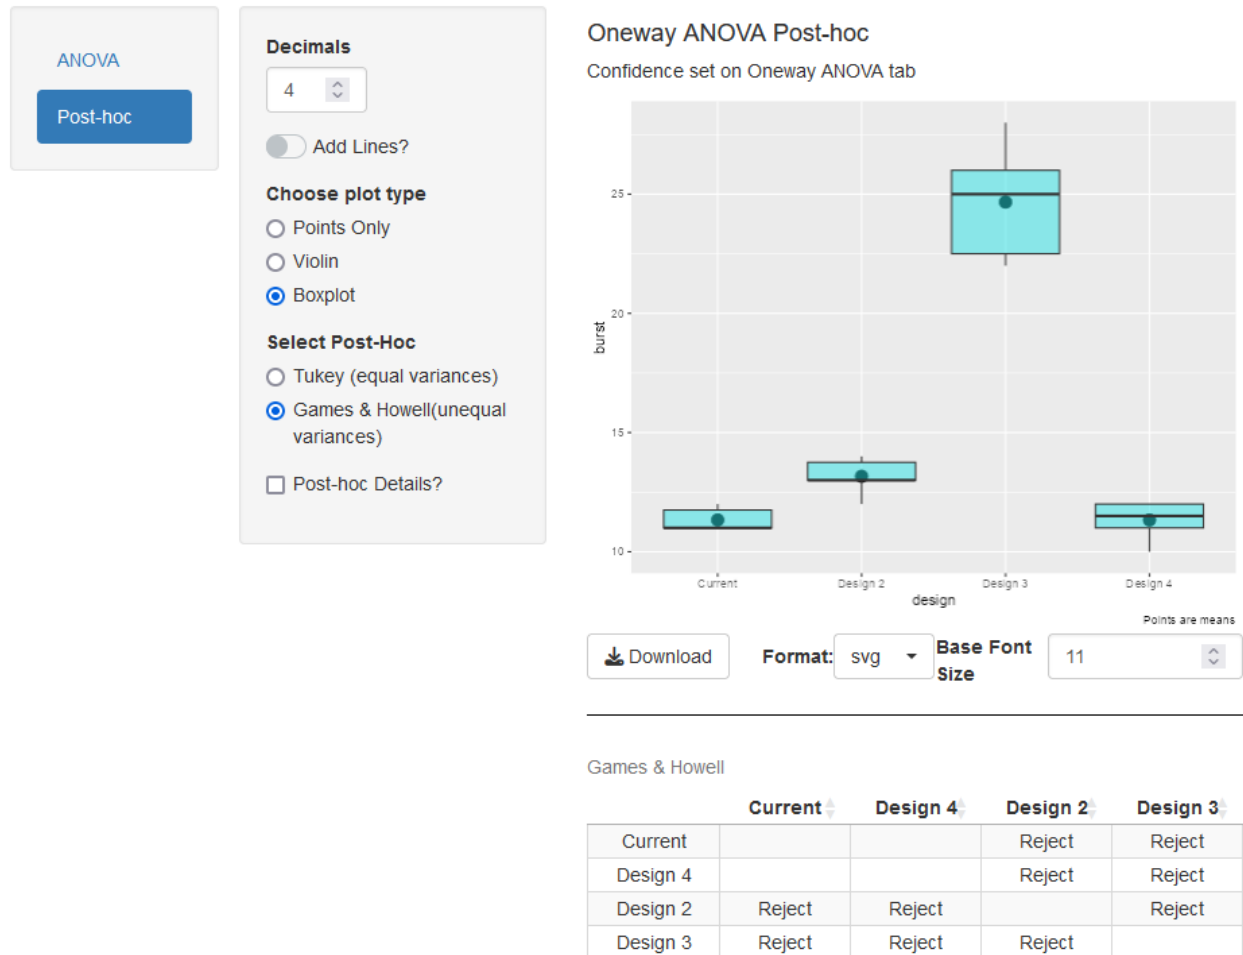 ANOVA
Post-hoc
Decimals
4
Add Lines?
Choose plot type
Points Only
Violin
Boxplot
Select Post-Hoc
Tukey (equal variances)
Games & Howell(unequal
variances)
Post-hoc Details?
Oneway ANOVA Post-hoc
Confidence set on Oneway ANOVA tab
25
20
15
10
burst
Current Design 2 Design 3 Design 4
design
Points are means
Download Format: svg Base Font
Size 11
Games & Howell
Current Design 4 Design 2 Design 3
Current Reject Reject
Design 4 Reject Reject
Design 2 Reject Reject Reject
Design 3 Reject Reject Reject